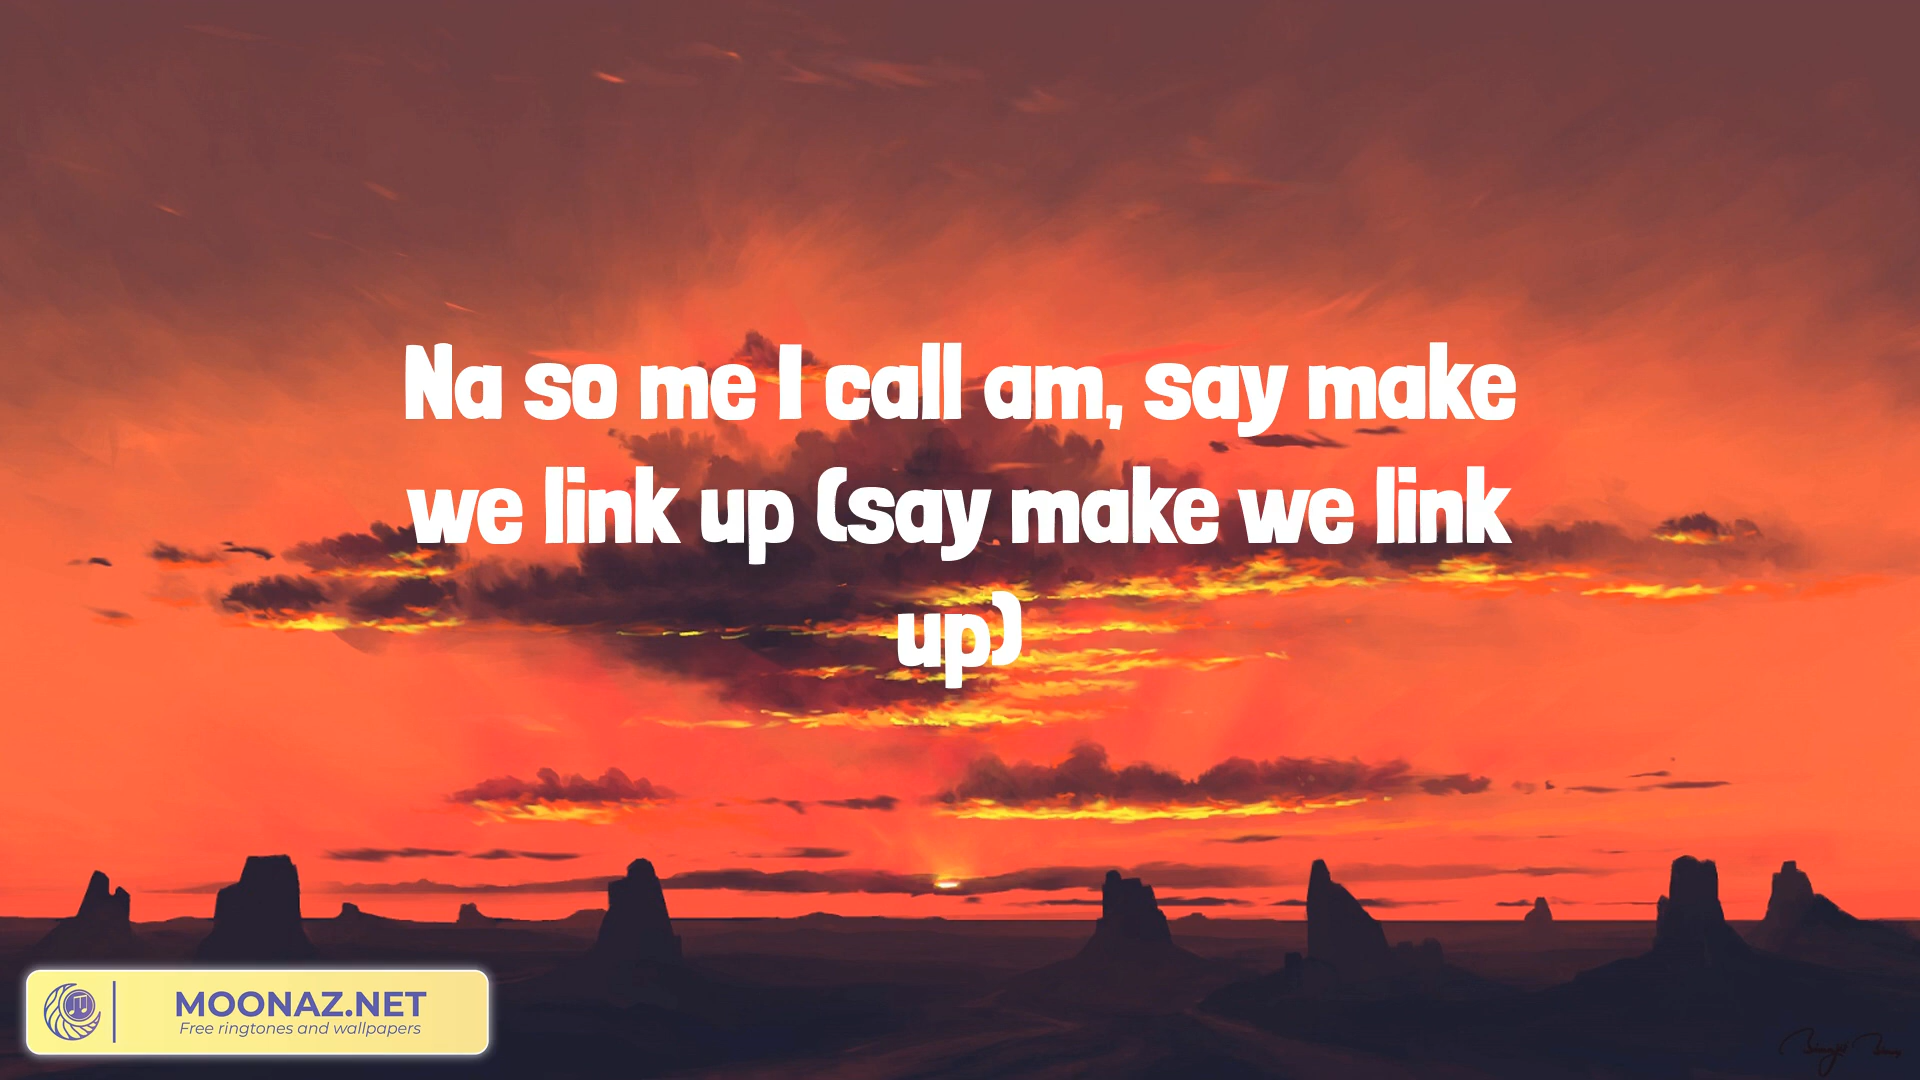 Na so me I call am, say make
we link up (say make we link
up)
MOONAZ.NET
Free ringtones and wallpapers